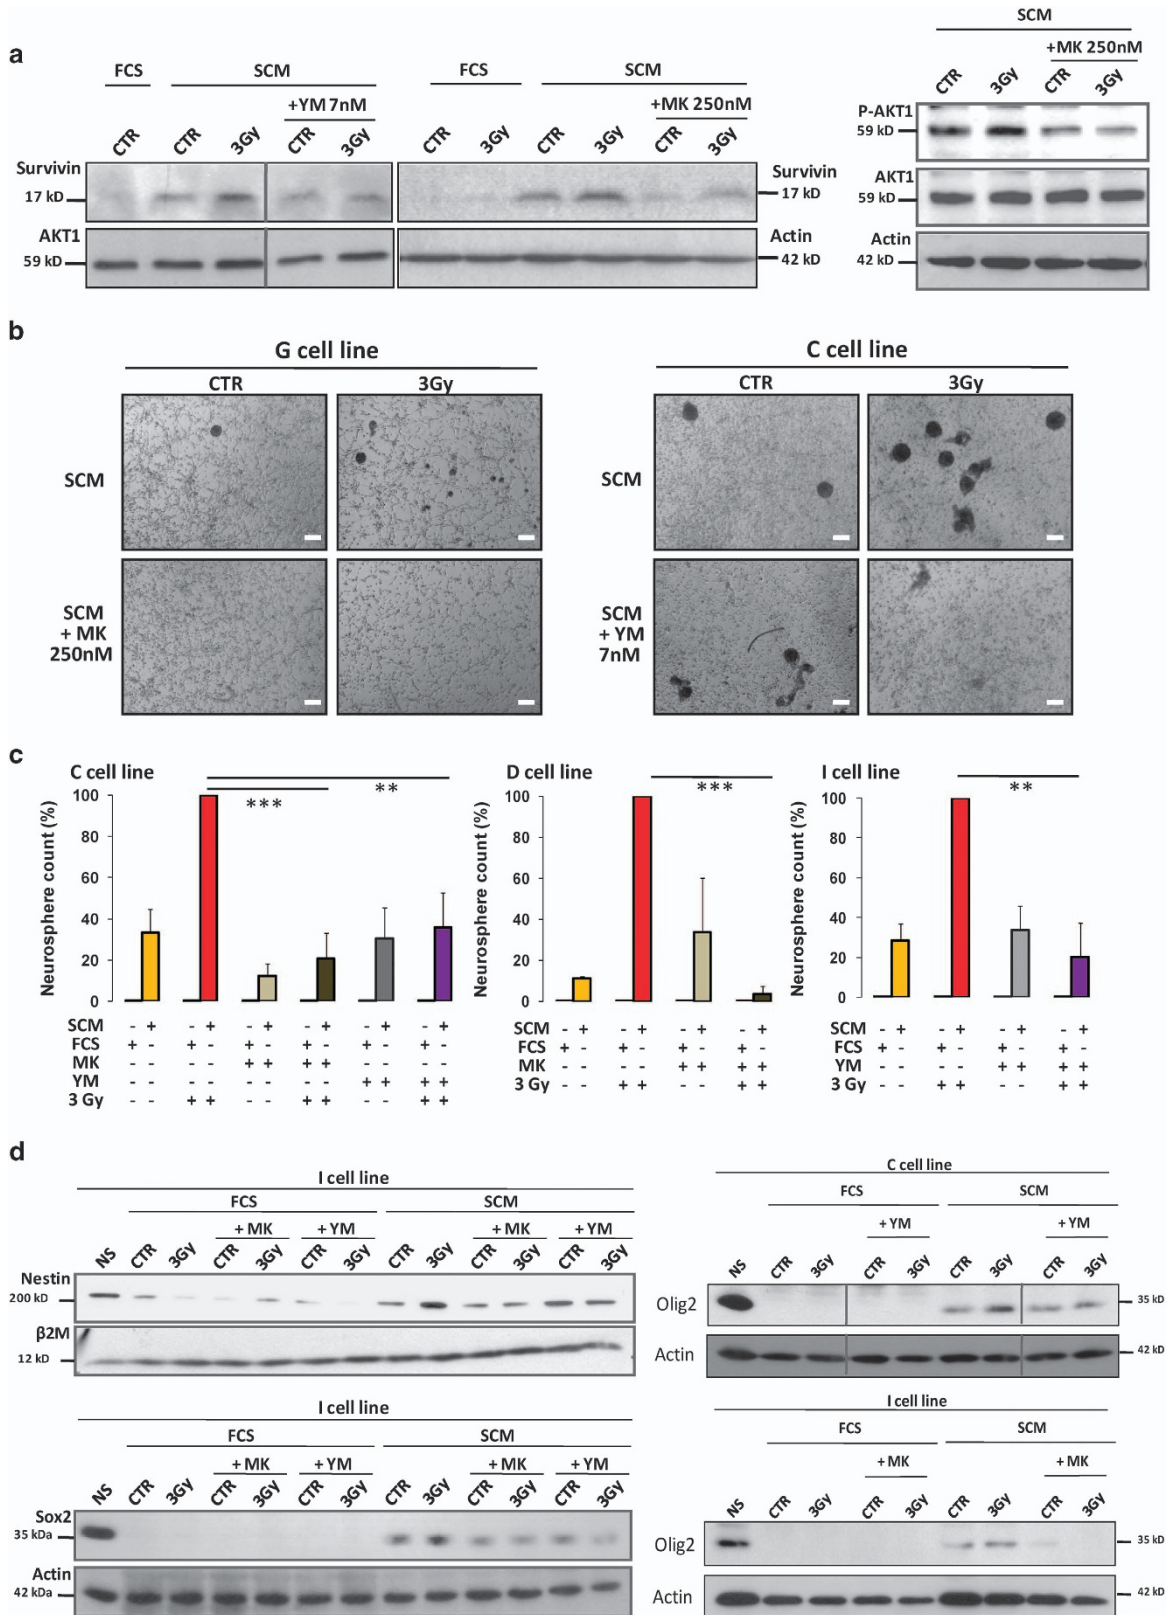 a
FCS SCM
+YM 7nM
CTR CTR 3Gy CTR 3Gy
Survivin
17 kD
AKT1
59 kD
FCS SCM
+MK 250nM
CTR 3Gy CTR 3Gy CTR 3Gy
Survivin
17 kD
Actin
42 kD
SCM
+MK 250nM
CTR 3Gy CTR 3Gy
P-AKT1
59 kD
AKT1
59 kD
Actin
42 kD
b
G cell line
CTR 3Gy
SCM
SCM
+ MK
250nM
C cell line
CTR 3Gy
SCM
SCM
+ YM
7nM
c
C cell line
Neurosphere count (%)
100
80
60
40
20
0
***
**
SCM - + - + - + - + - + - +
FCS + - + - + - + - + - + -
MK - - - - + + + + - - - -
YM - - - - - - - - + + + +
3 Gy - - + + - - + + - - + +
D cell line
Neurosphere count (%)
100
80
60
40
20
0
***
SCM - + - + - + - +
FCS + - + - + - + -
MK - - - - + + + +
3 Gy - - + + - - + +
I cell line
Neurosphere count (%)
100
80
60
40
20
0
**
SCM - + - + - + - +
FCS + - + - + - + -
YM - - - - + + + +
3 Gy - - + + - - + +
d
I cell line
FCS SCM
+ MK + YM + MK + YM
NS CTR 3Gy CTR 3Gy CTR 3Gy CTR 3Gy CTR 3Gy CTR 3Gy
Nestin
200 kD
β2M
12 kD
C cell line
FCS SCM
+ YM + YM
NS CTR 3Gy CTR 3Gy CTR 3Gy CTR 3Gy
Olig2 35 kD
Actin 42 kD
I cell line
FCS SCM
+ MK + YM + MK + YM
NS CTR 3Gy CTR 3Gy CTR 3Gy CTR 3Gy CTR 3Gy CTR 3Gy
Sox2
35 kDa
Actin
42 kDa
I cell line
FCS SCM
+ MK + MK
NS CTR 3Gy CTR 3Gy CTR 3Gy CTR 3Gy
Olig2 35 kD
Actin 42 kD